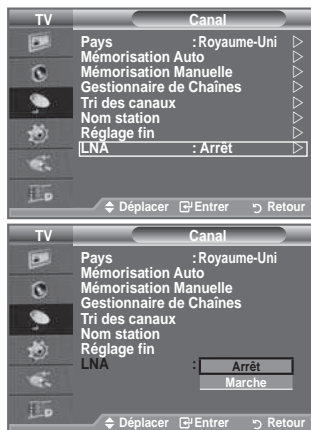 TV Canal
Pays : Royaume-Uni
Mémorisation Auto
Mémorisation Manuelle
Gestionnaire de Chaînes
Tri des canaux
Nom station
Réglage fin
LNA : Arrêt
Déplacer Entrer Retour
TV Canal
Pays : Royaume-Uni
Mémorisation Auto
Mémorisation Manuelle
Gestionnaire de Chaînes
Tri des canaux
Nom station
Réglage fin
LNA : Arrêt
Marche
Déplacer Entrer Retour